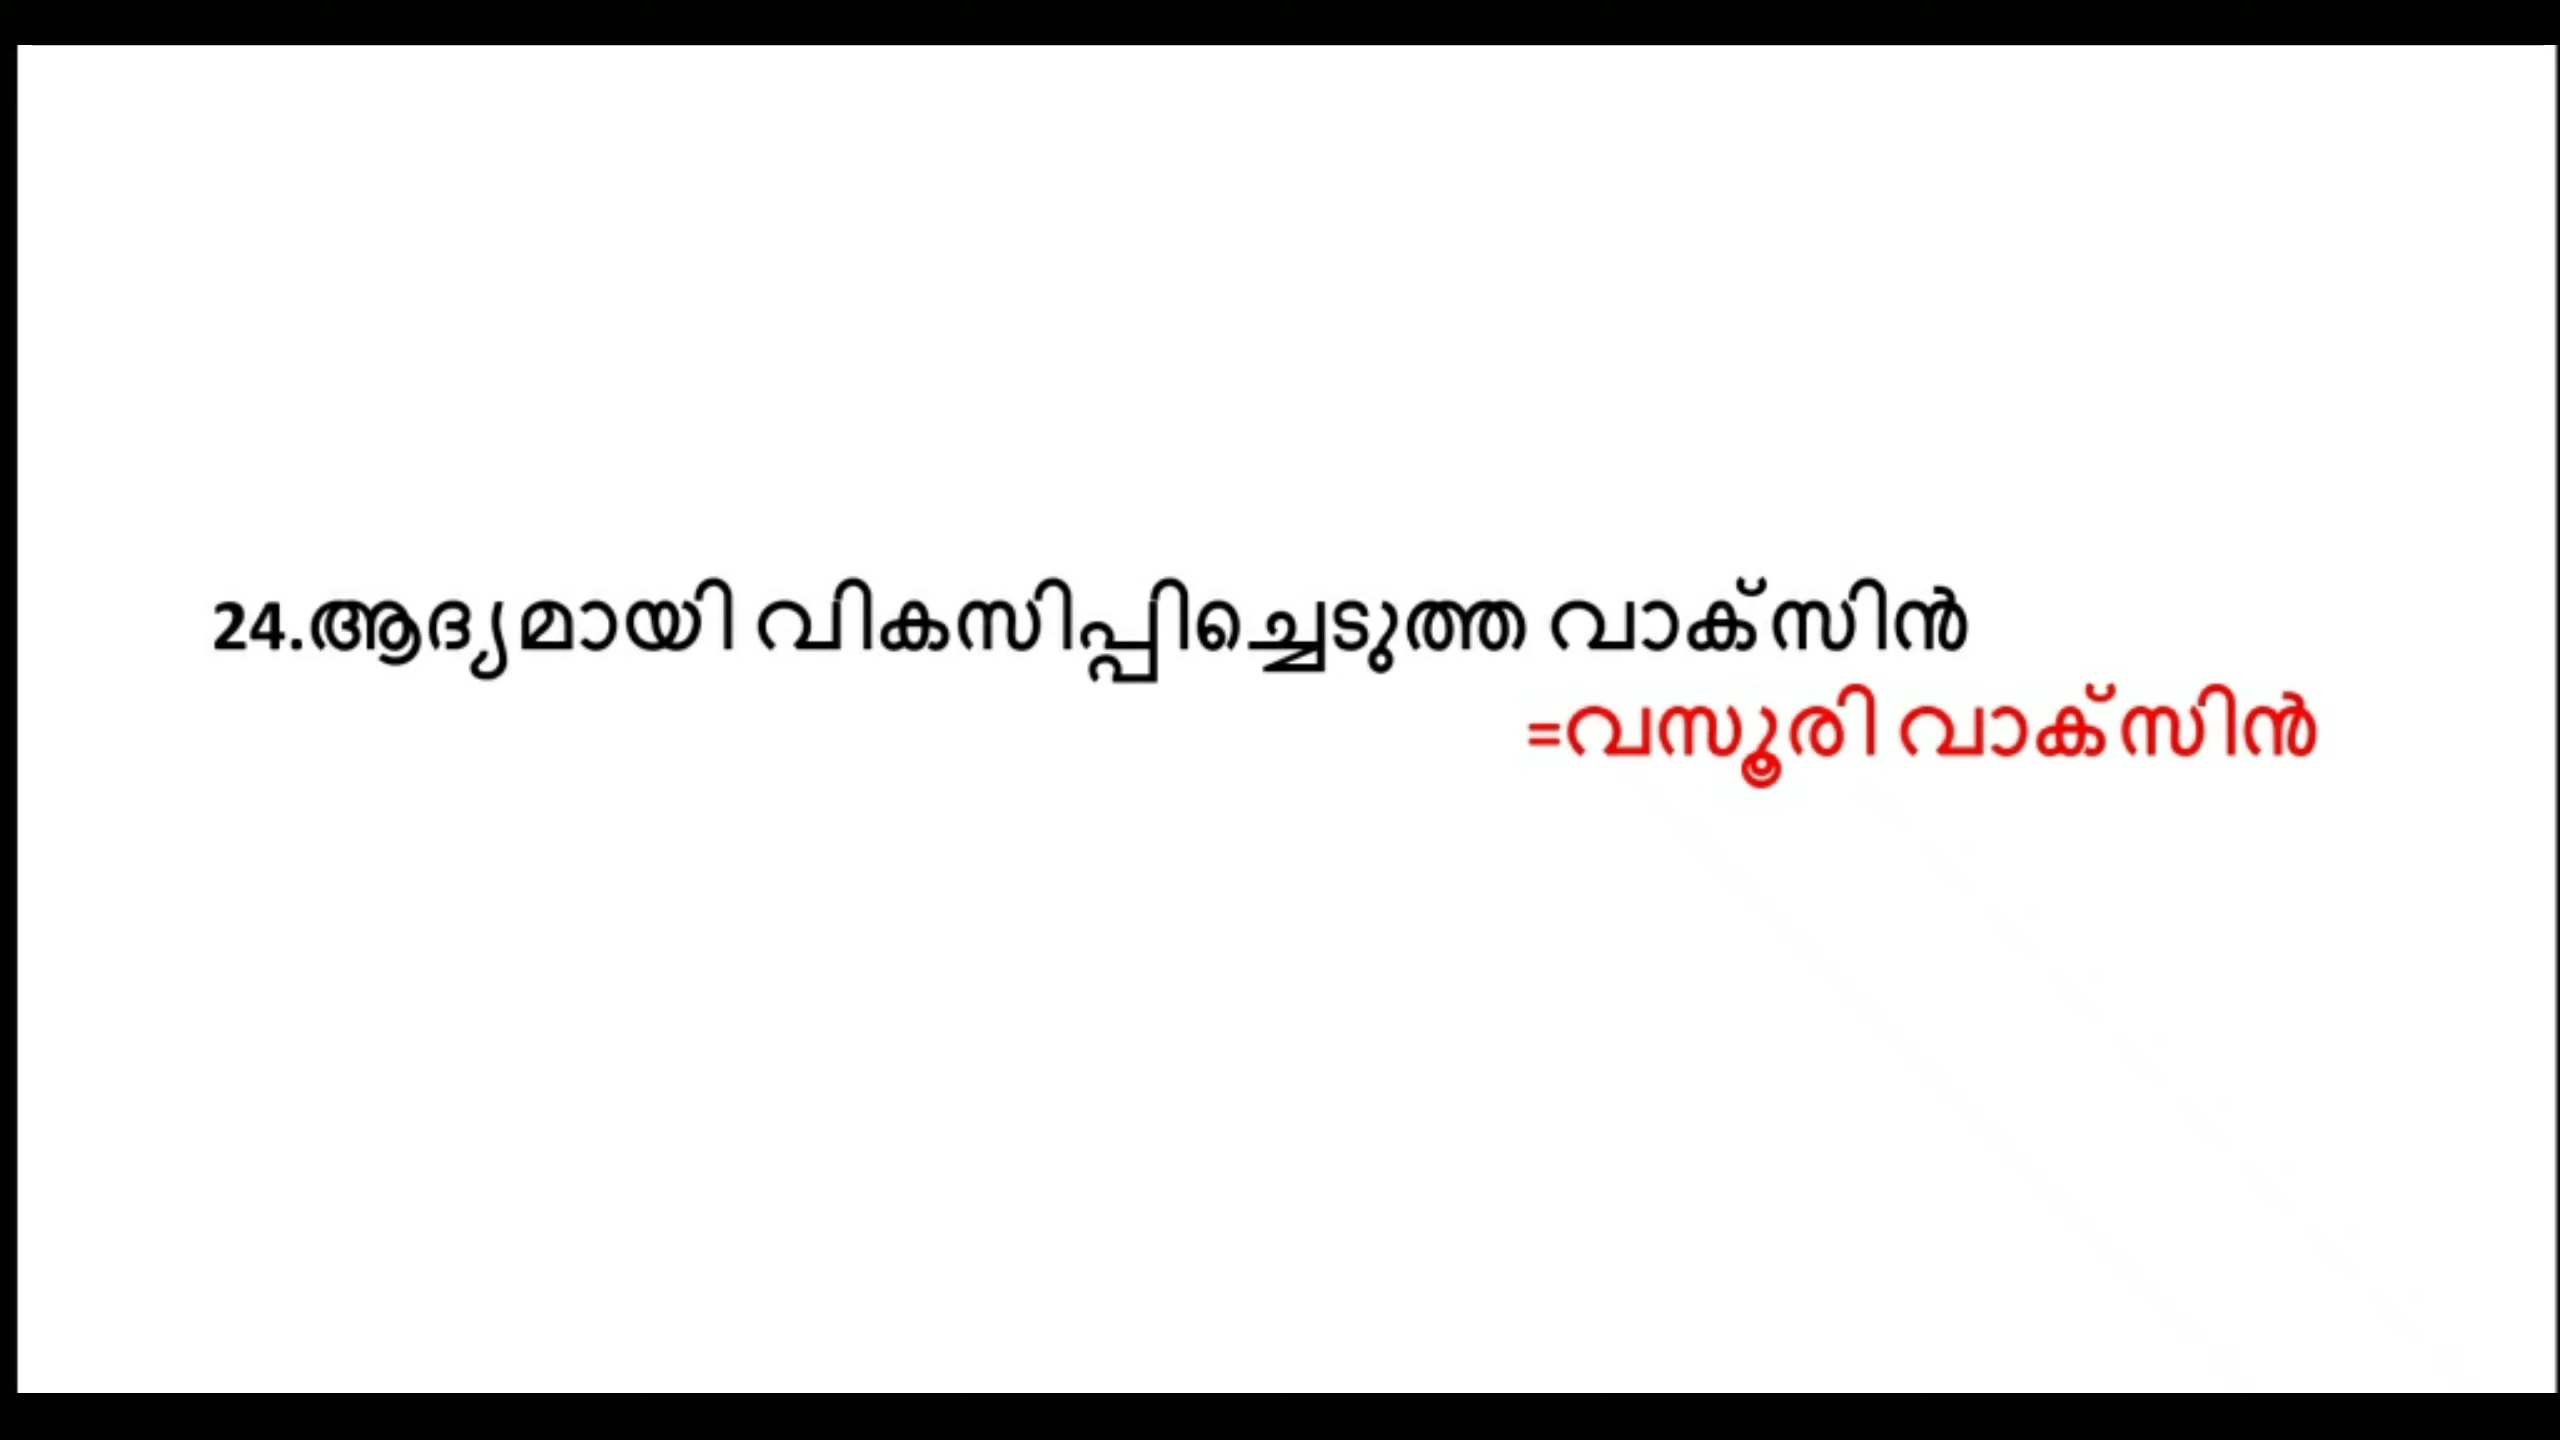 24.ആദ്യമായി വികസിപ്പിച്ചെടുത്ത വാക്സിൻ
=വസൂരി വാക്സിൻ